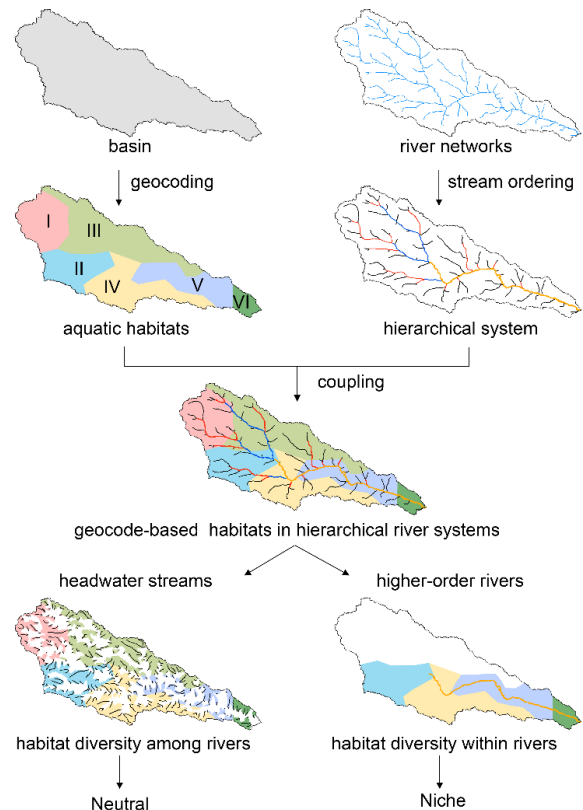 basin
river networks
geocoding
stream ordering
I
III
II
IV
V
VI
aquatic habitats
hierarchical system
coupling
geocode-based habitats in hierarchical river systems
headwater streams
higher-order rivers
habitat diversity among rivers
habitat diversity within rivers
Neutral
Niche